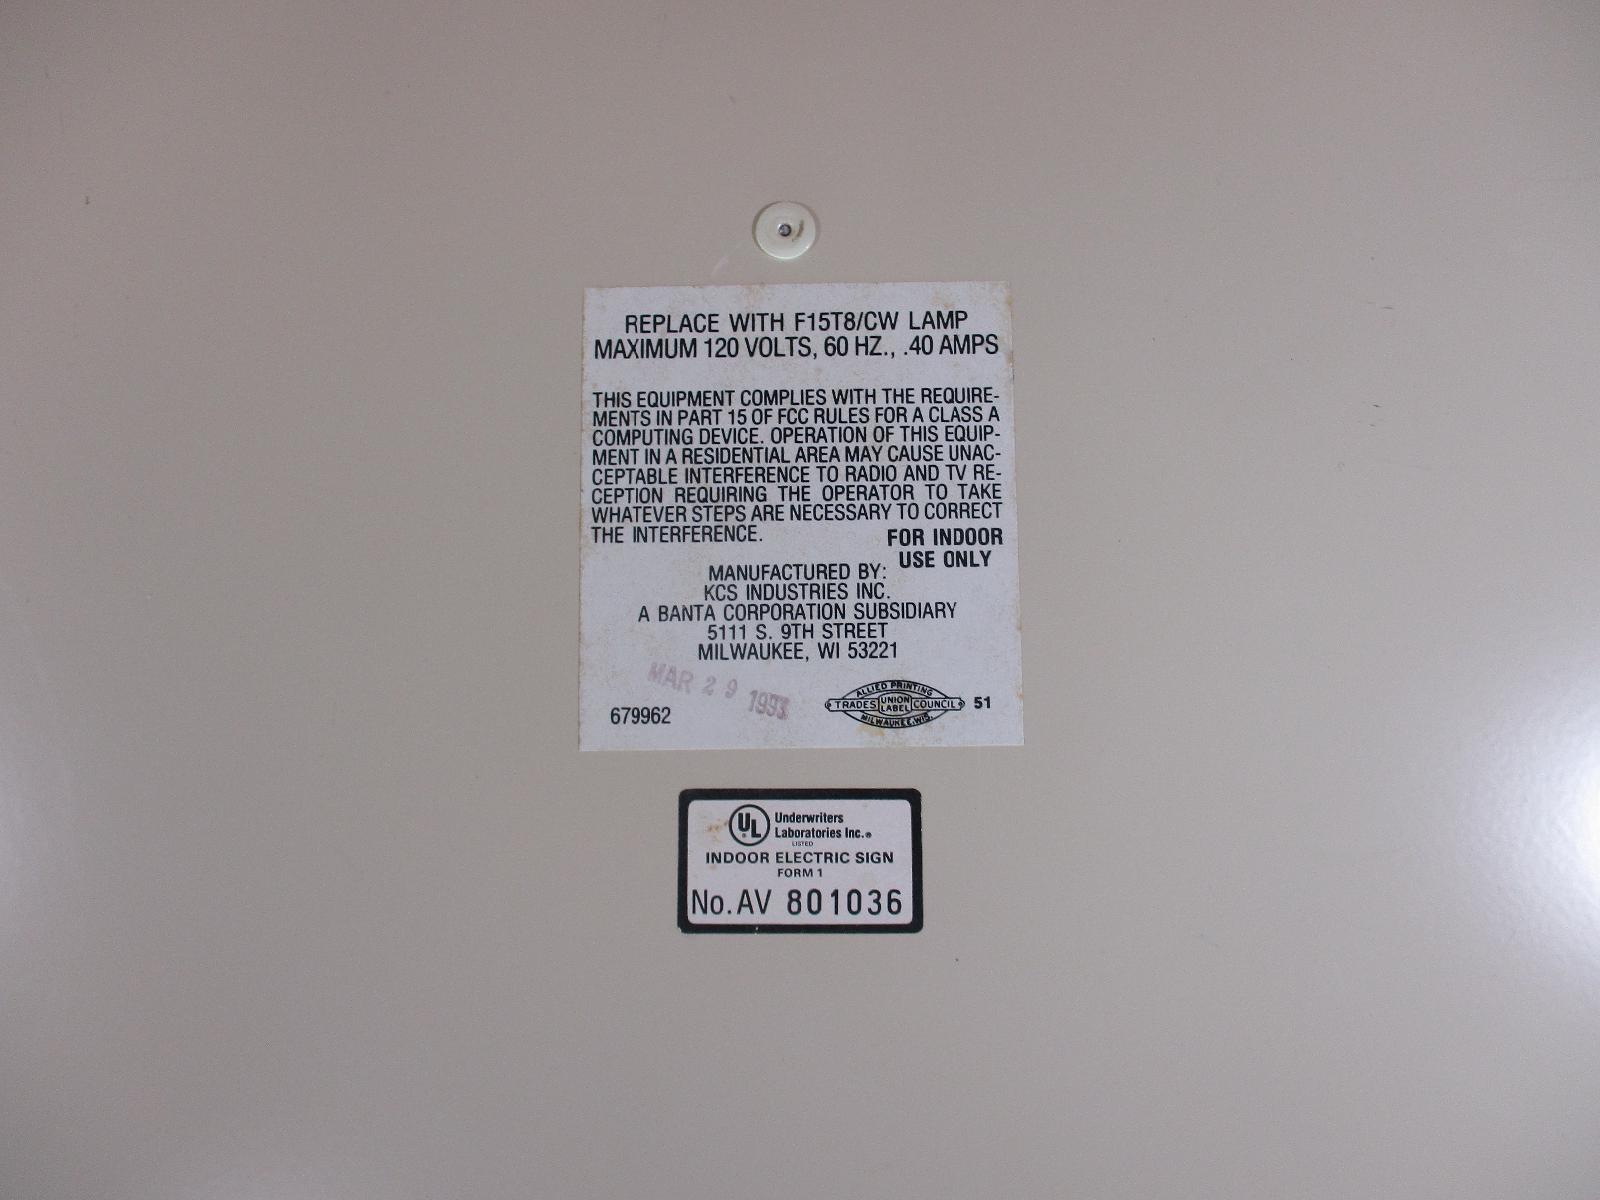 REPLACE WITH F15T8/CW LAMP
MAXIMUM 120 VOLTS, 60 HZ., .40 AMPS
THIS EQUIPMENT COMPLIES WITH THE REQUIRE-
MENTS IN PART 15 OF FCC RULES FOR A CLASS A
COMPUTING DEVICE. OPERATION OF THIS EQUIP-
MENT IN A RESIDENTIAL AREA MAY CAUSE UNAC-
CEPTABLE INTERFERENCE TO RADIO AND TV RE-
CEPTION REQUIRING THE OPERATOR TO TAKE
WHATEVER STEPS ARE NECESSARY TO CORRECT
THE INTERFERENCE.
FOR INDOOR
USE ONLY
MANUFACTURED BY:
KCS INDUSTRIES INC.
A BANTA CORPORATION SUBSIDIARY
5111 S. 9TH STREET
MILWAUKEE, WI 53221
MAR 29 1993
679962
ALLIED PRINTING
TRADES UNION LABEL COUNCIL
MILWAUKEE, WIS.
51
UL Underwriters
Laboratories Inc.®
LISTED
INDOOR ELECTRIC SIGN
FORM 1
No. AV 801036